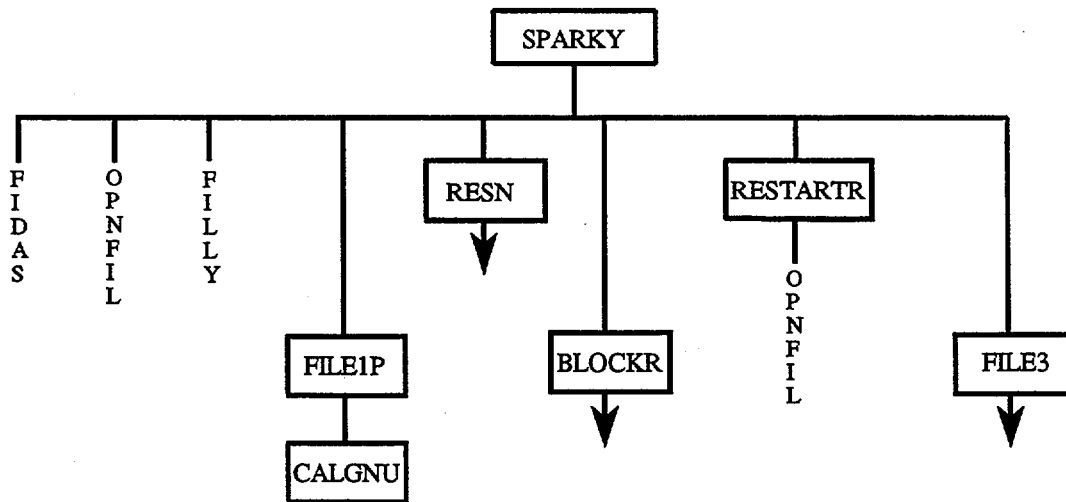 SPARKY
FIDAS
OPNFIL
FILLY
RESN
RESTARTR
OPNFIL
FILE1P
BLOCKR
FILE3
CALGNU